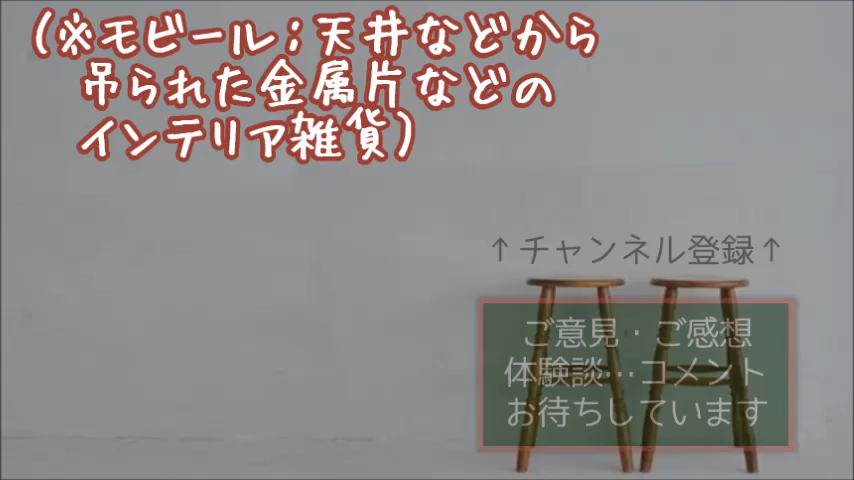 (※モビール；天井などから
吊られた金属片などの
インテリア雑貨)
↑チャンネル登録↑
ご意見・ご感想
体験談…コメント
お待ちしています